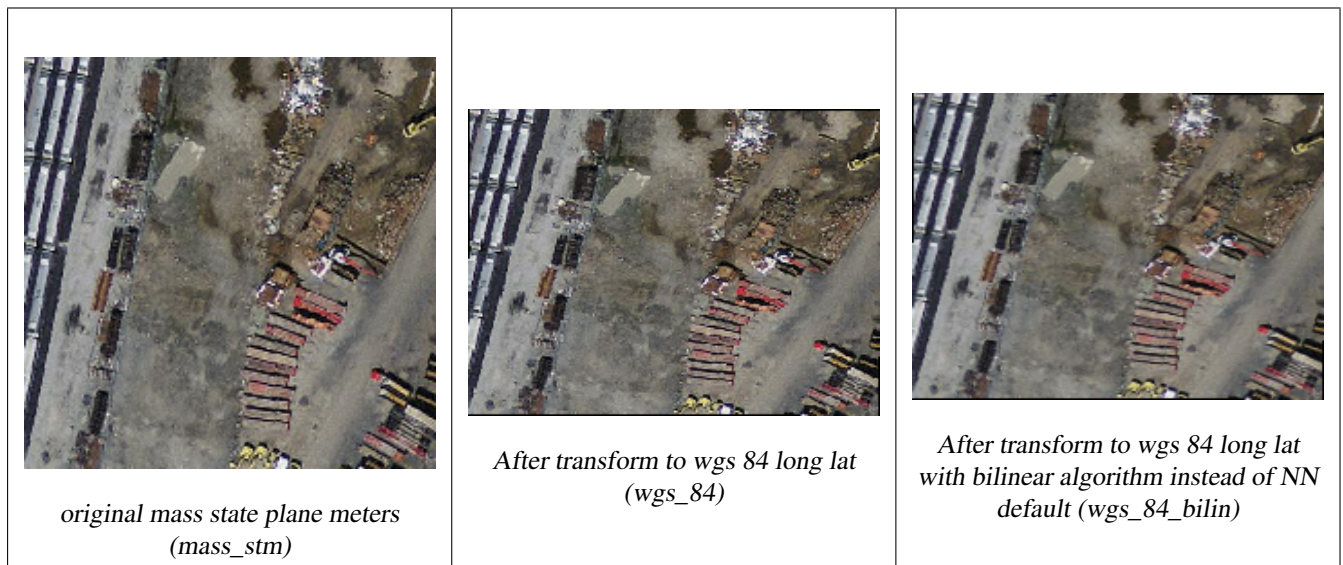 original mass state plane meters
(mass_stm)
After transform to wgs 84 long lat
(wgs_84)
After transform to wgs 84 long lat
with bilinear algorithm instead of NN
default (wgs_84_bilin)